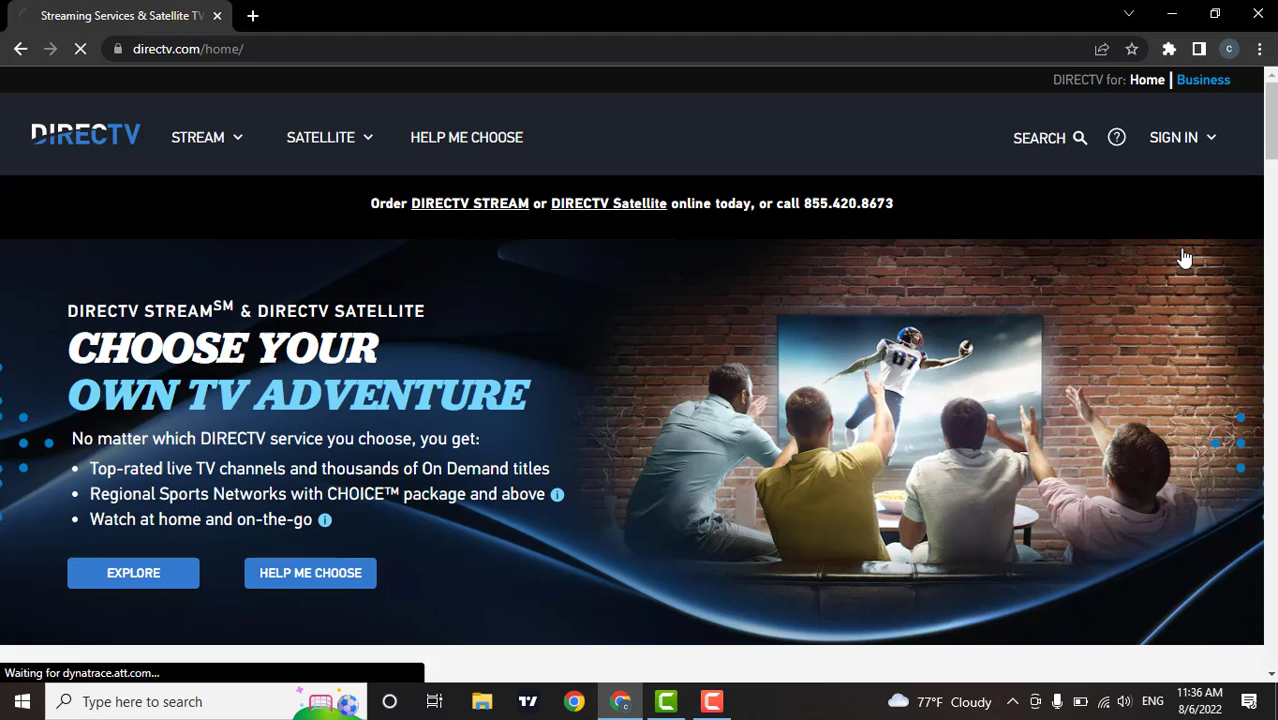 Streaming Services & Satellite TV
directv.com/home/
DIRECTV for: Home | Business
DIRECTV
STREAM
SATELLITE
HELP ME CHOOSE
SEARCH
SIGN IN
Order DIRECTV STREAM or DIRECTV Satellite online today, or call 855.420.8673
DIRECTV STREAM℠ & DIRECTV SATELLITE
CHOOSE YOUR
OWN TV ADVENTURE
No matter which DIRECTV service you choose, you get:
• Top-rated live TV channels and thousands of On Demand titles
• Regional Sports Networks with CHOICE™ package and above
• Watch at home and on-the-go
EXPLORE
HELP ME CHOOSE
87
Waiting for dynatrace.att.com...
Type here to search
77°F Cloudy
ENG
11:36 AM
8/6/2022